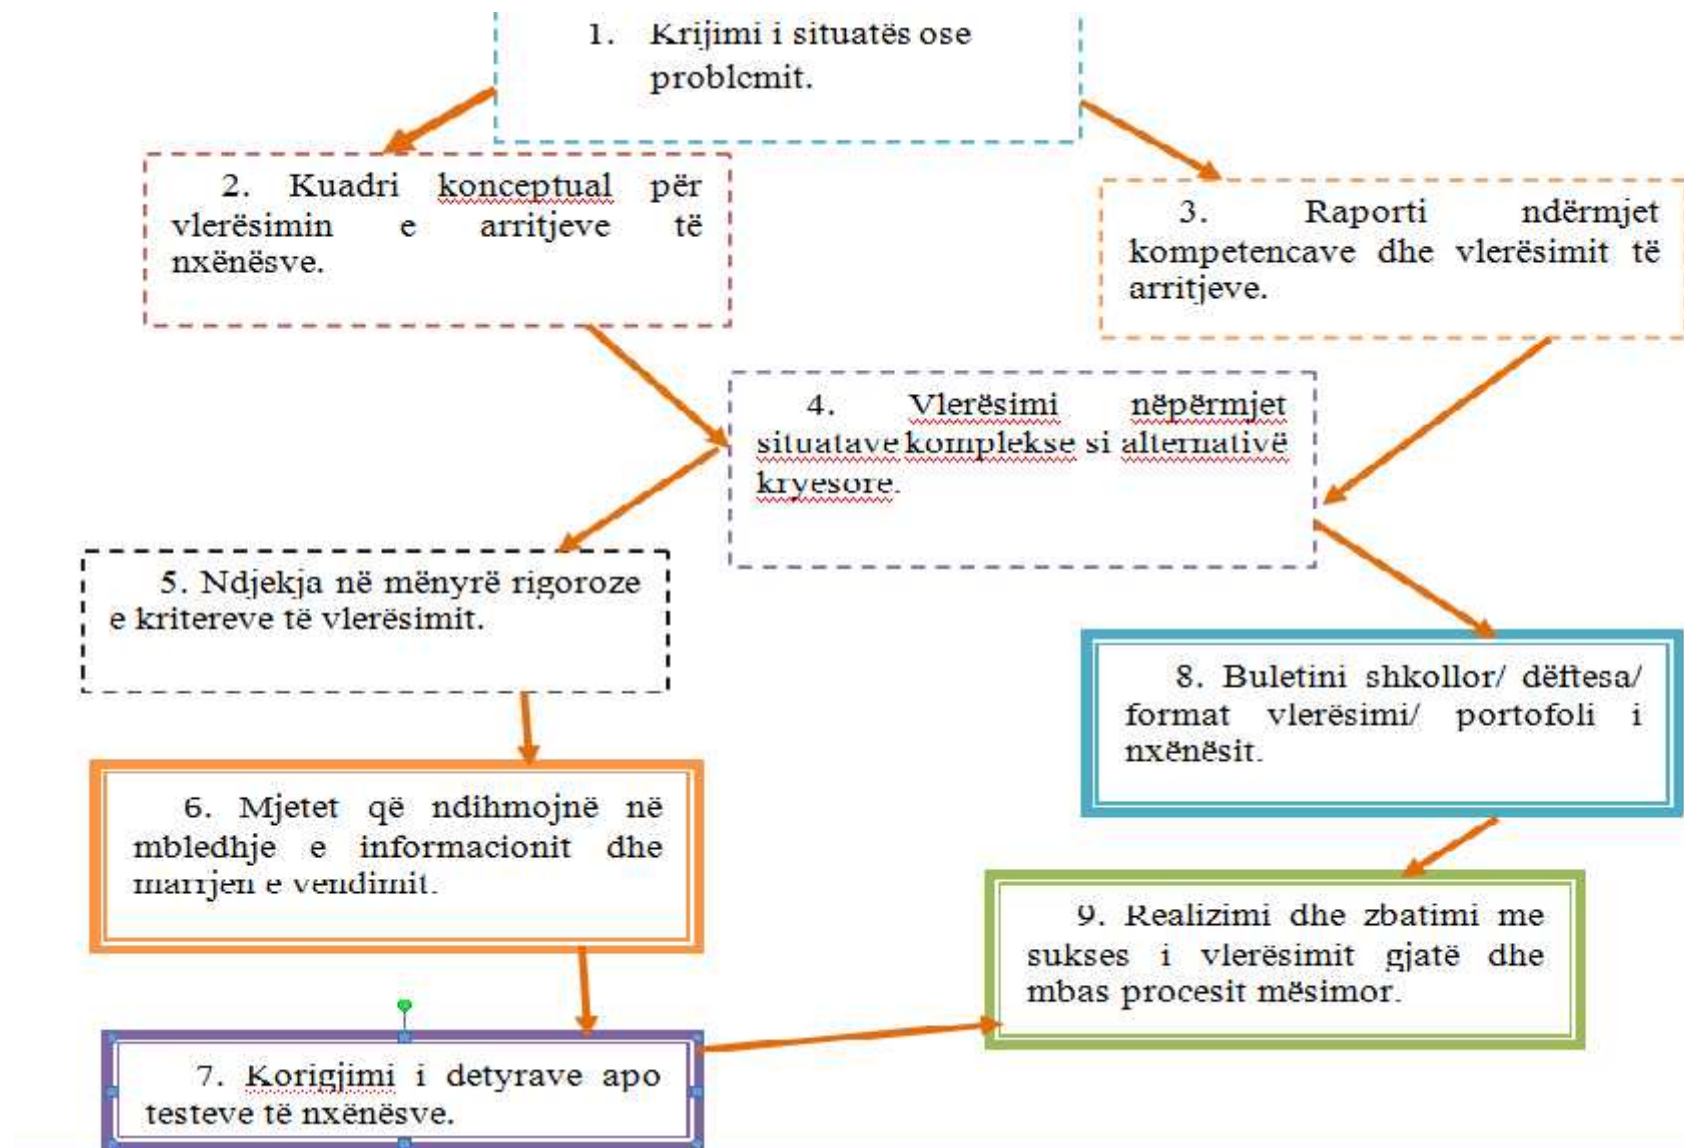 1. Krijimi i situatës ose
problemit.
2. Kuadri konceptual për
vlerësimin e arritjeve të
nxënësve.
3. Raporti ndërmjet
kompetencave dhe vlerësimit të
arritjeve.
4. Vlerësimi nëpërmjet
situatave komplekse si alternativë
kryesore.
5. Ndjekja në mënyrë rigoroze
e kritereve të vlerësimit.
6. Mjetet që ndihmojnë në
mbledhje e informacionit dhe
marrjen e vendimit.
7. Korigjimi i detyrave apo
testeve të nxënësve.
8. Buletini shkollor/ dëftesa/
format vlerësimi/ portofoli i
nxënësit.
9. Realizimi dhe zbatimi me
sukses i vlerësimit gjatë dhe
mbas procesit mësimor.